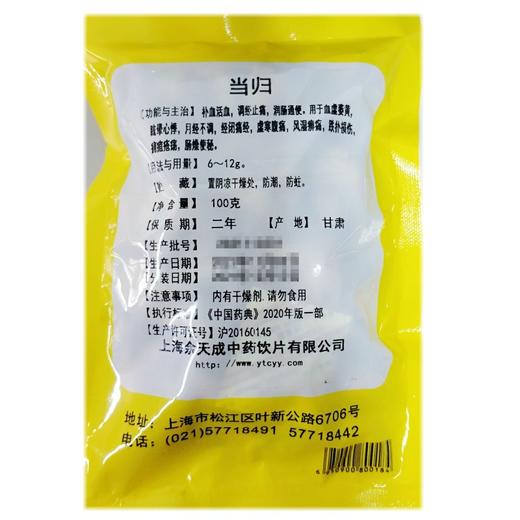 当归
【功能与主治】 补血活血，调经止痛，润肠通便。用于血虚萎黄，
眩晕心悸，月经不调，经闭痛经，虚寒腹痛，风湿痹痛，跌扑损伤，
痈疽疮疡，肠燥便秘。
【用法与用量】 6～12g。
【贮 藏】 置阴凉干燥处，防潮，防蛀。
【净含量】 100克
【保质期】 二年 【产 地】 甘肃
【生产批号】
【生产日期】
【分装日期】
【注意事项】 内有干燥剂，请勿食用
【执行标准】《中国药典》2020年版一部
【生产许可证号】沪20160145
上海余天成中药饮片有限公司
http://www.ytcyy.com
地址：上海市松江区叶新公路6706号
电话：(021)57718491 57718442